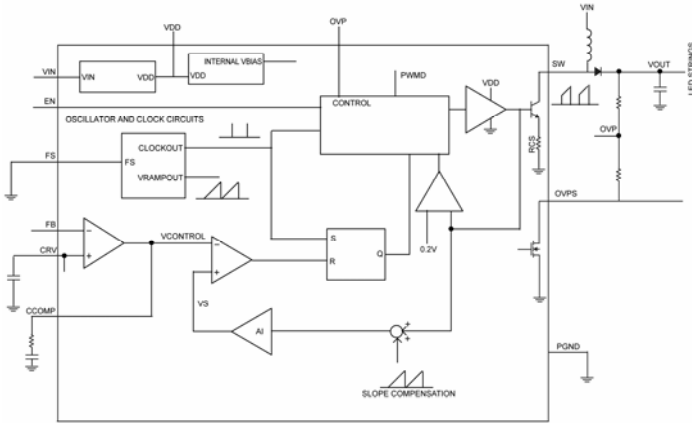 VIN
OVP
VDD
INTERNAL VBIAS
VIN
VIN
VDD
VDD
SW
VOUT
LED STRINGS
PWMD
EN
CONTROL
VDD
OSCILLATOR AND CLOCK CIRCUITS
CLOCKOUT
RCS
OVP
FS
FS
VRAMPOUT
OVPS
FB
VCONTROL
0.2V
S
CRV
Q
R
VS
CCOMP
AI
PGND
SLOPE COMPENSATION